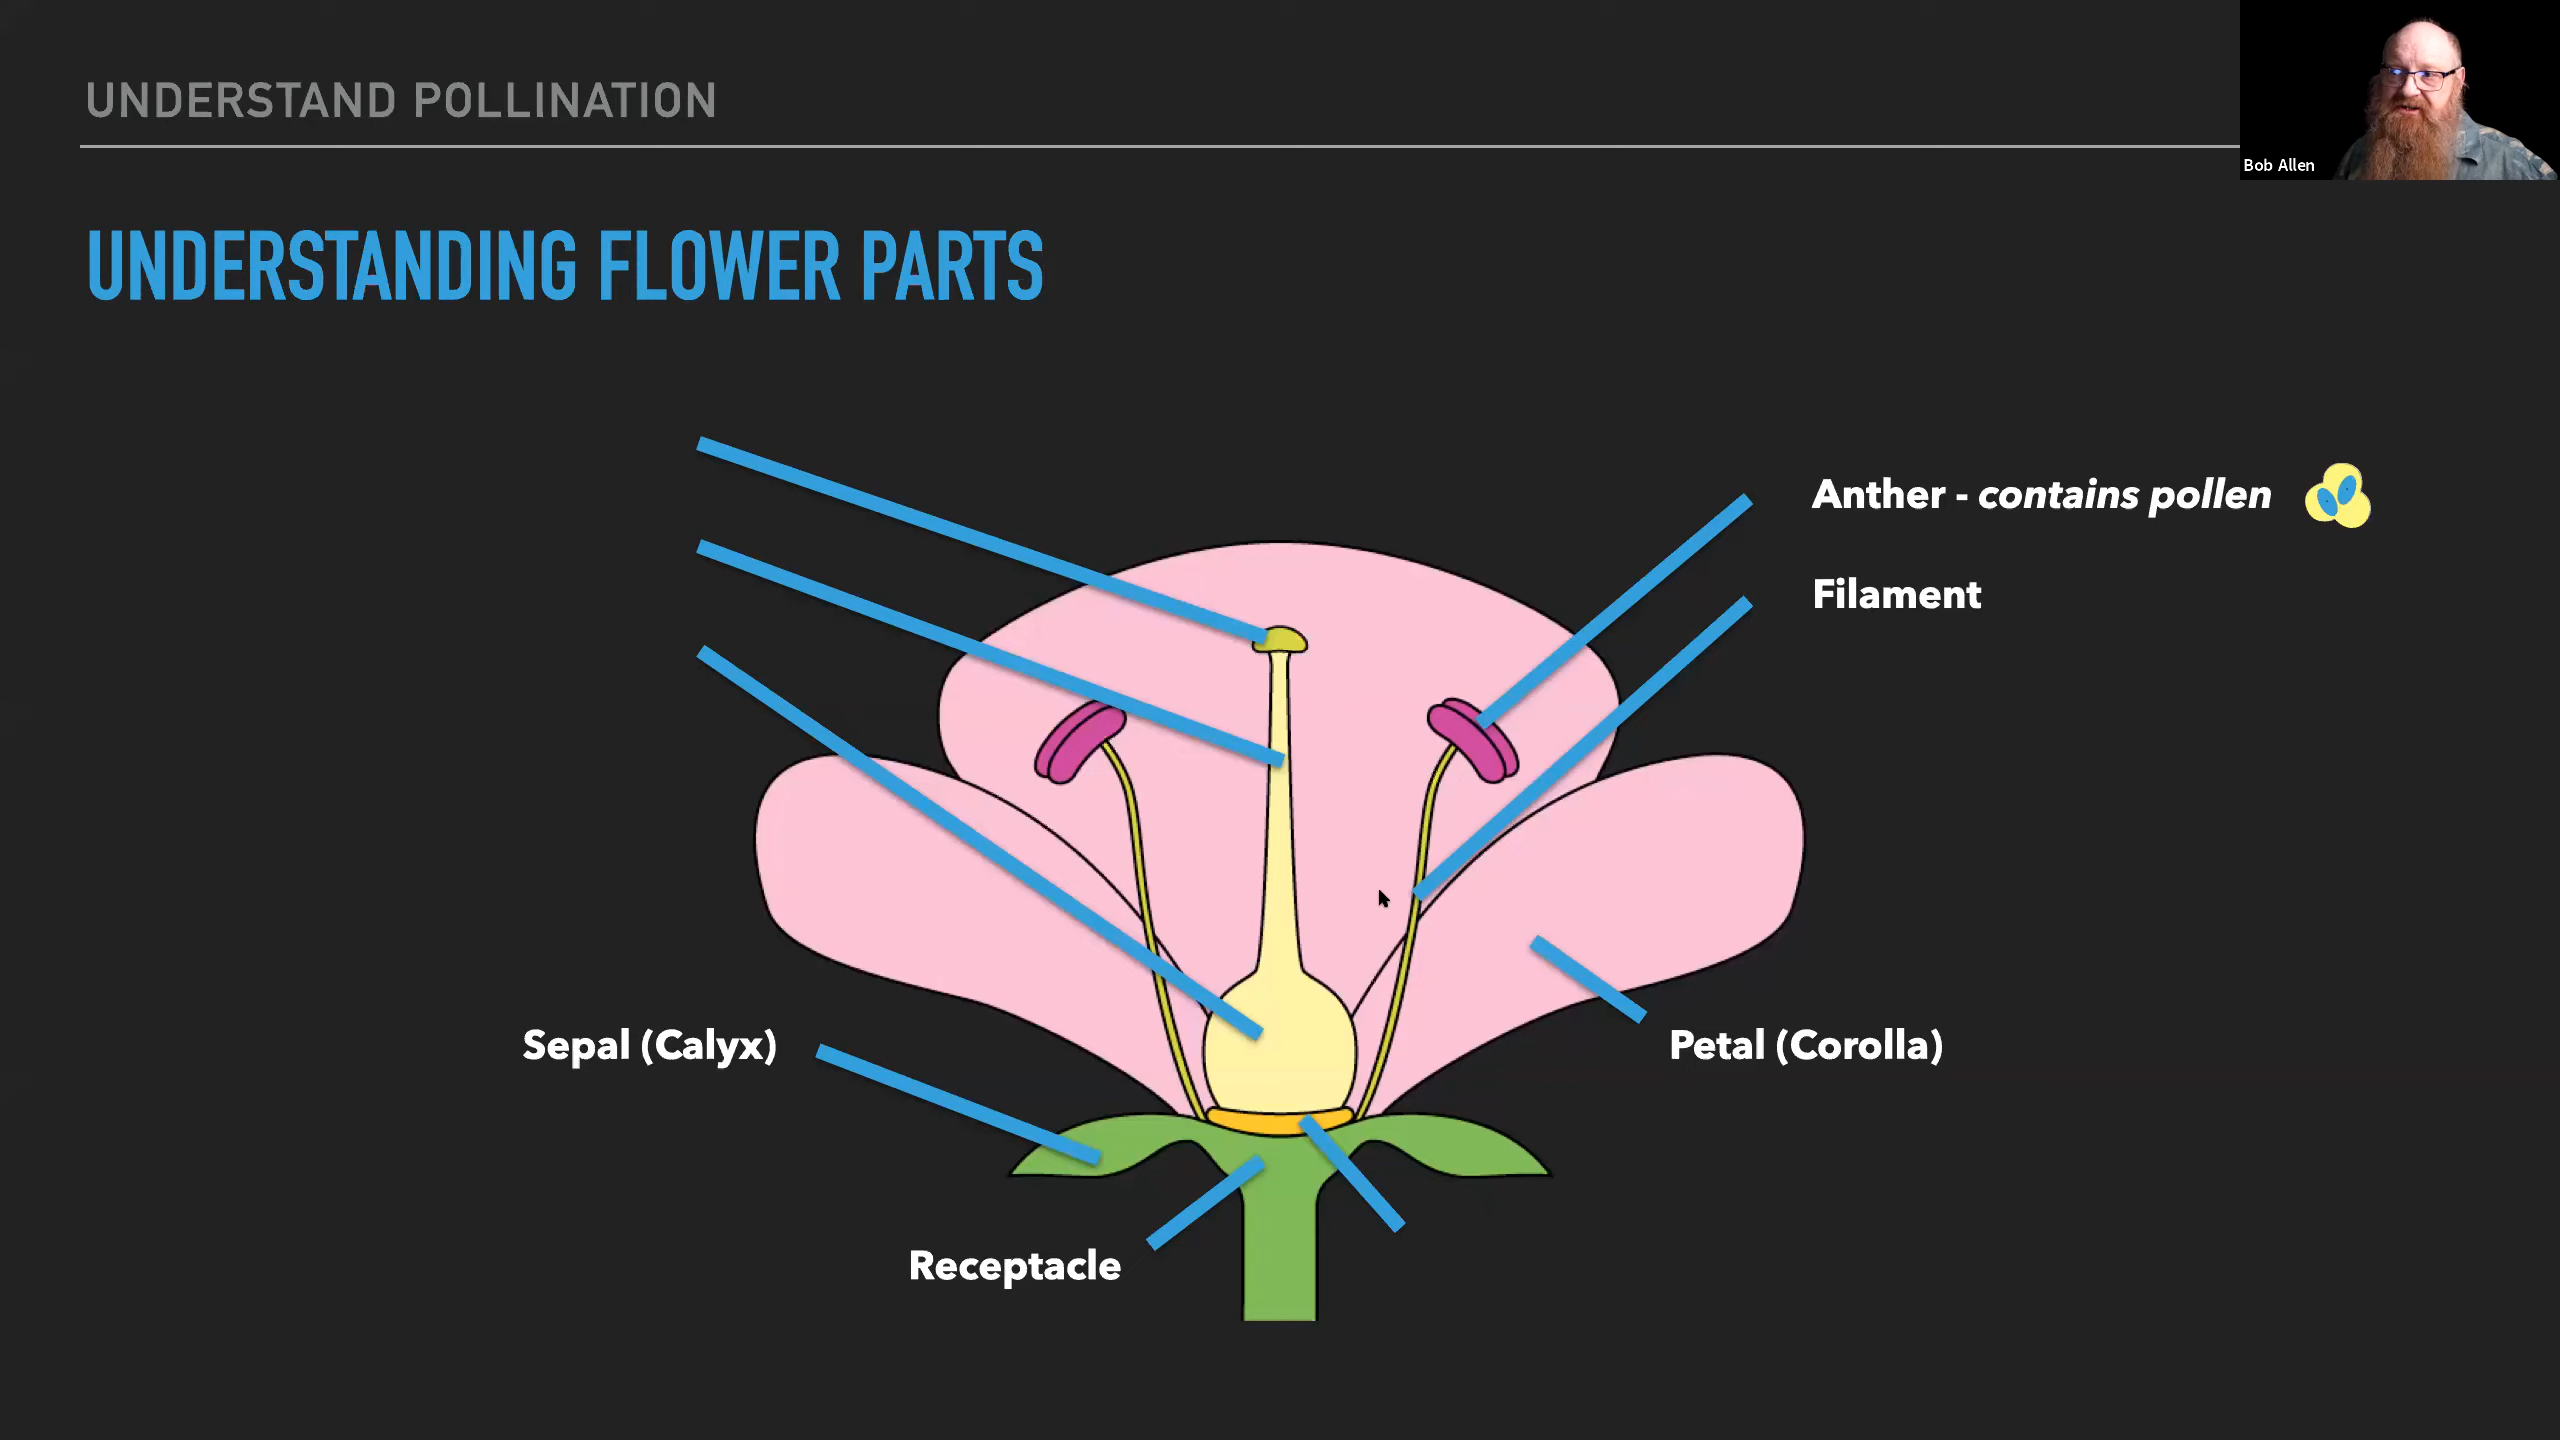 UNDERSTAND POLLINATION
Bob Allen
UNDERSTANDING FLOWER PARTS
Anther - contains pollen
Filament
Sepal (Calyx)
Petal (Corolla)
Receptacle